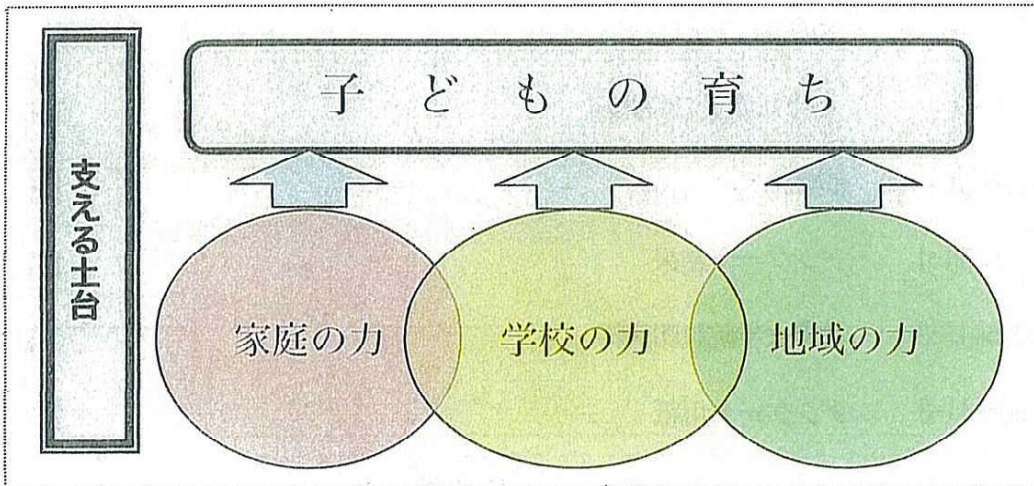 支える土台
子どもの育ち
家庭の力
学校の力
地域の力